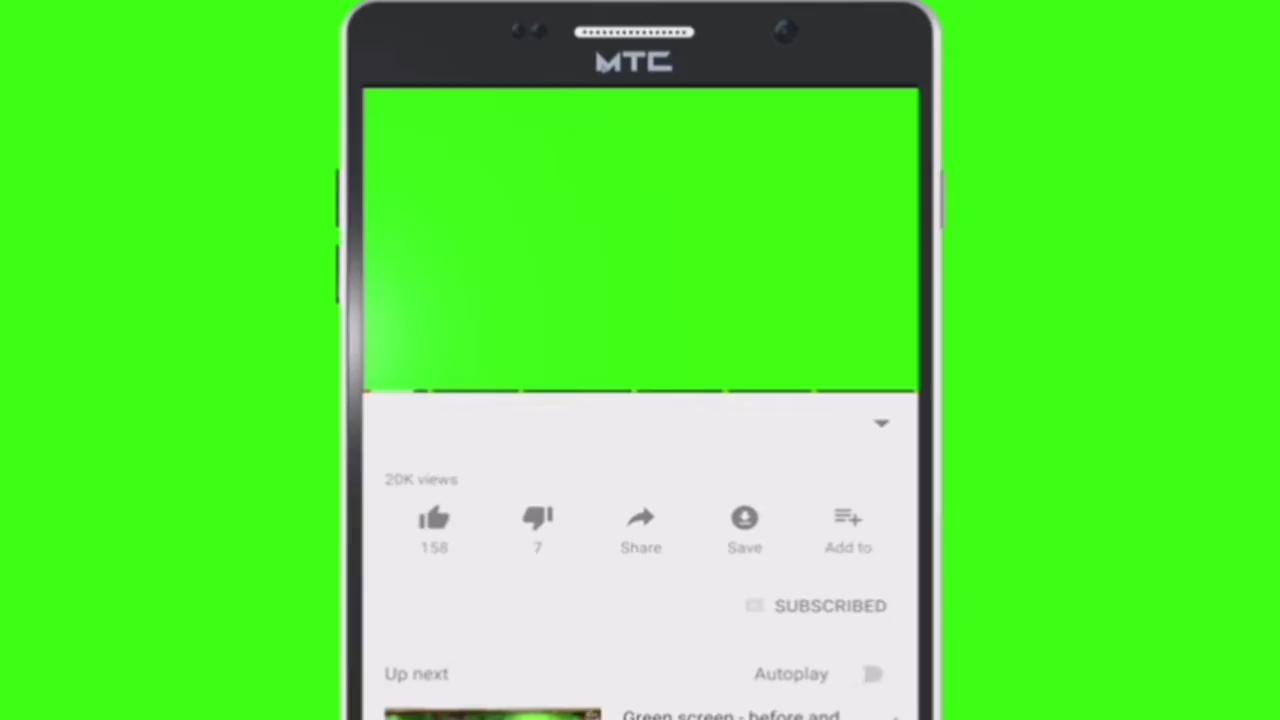 MTC
20K views
158 7 Share Save Add to
SUBSCRIBED
Up next Autoplay
Green screen - before and